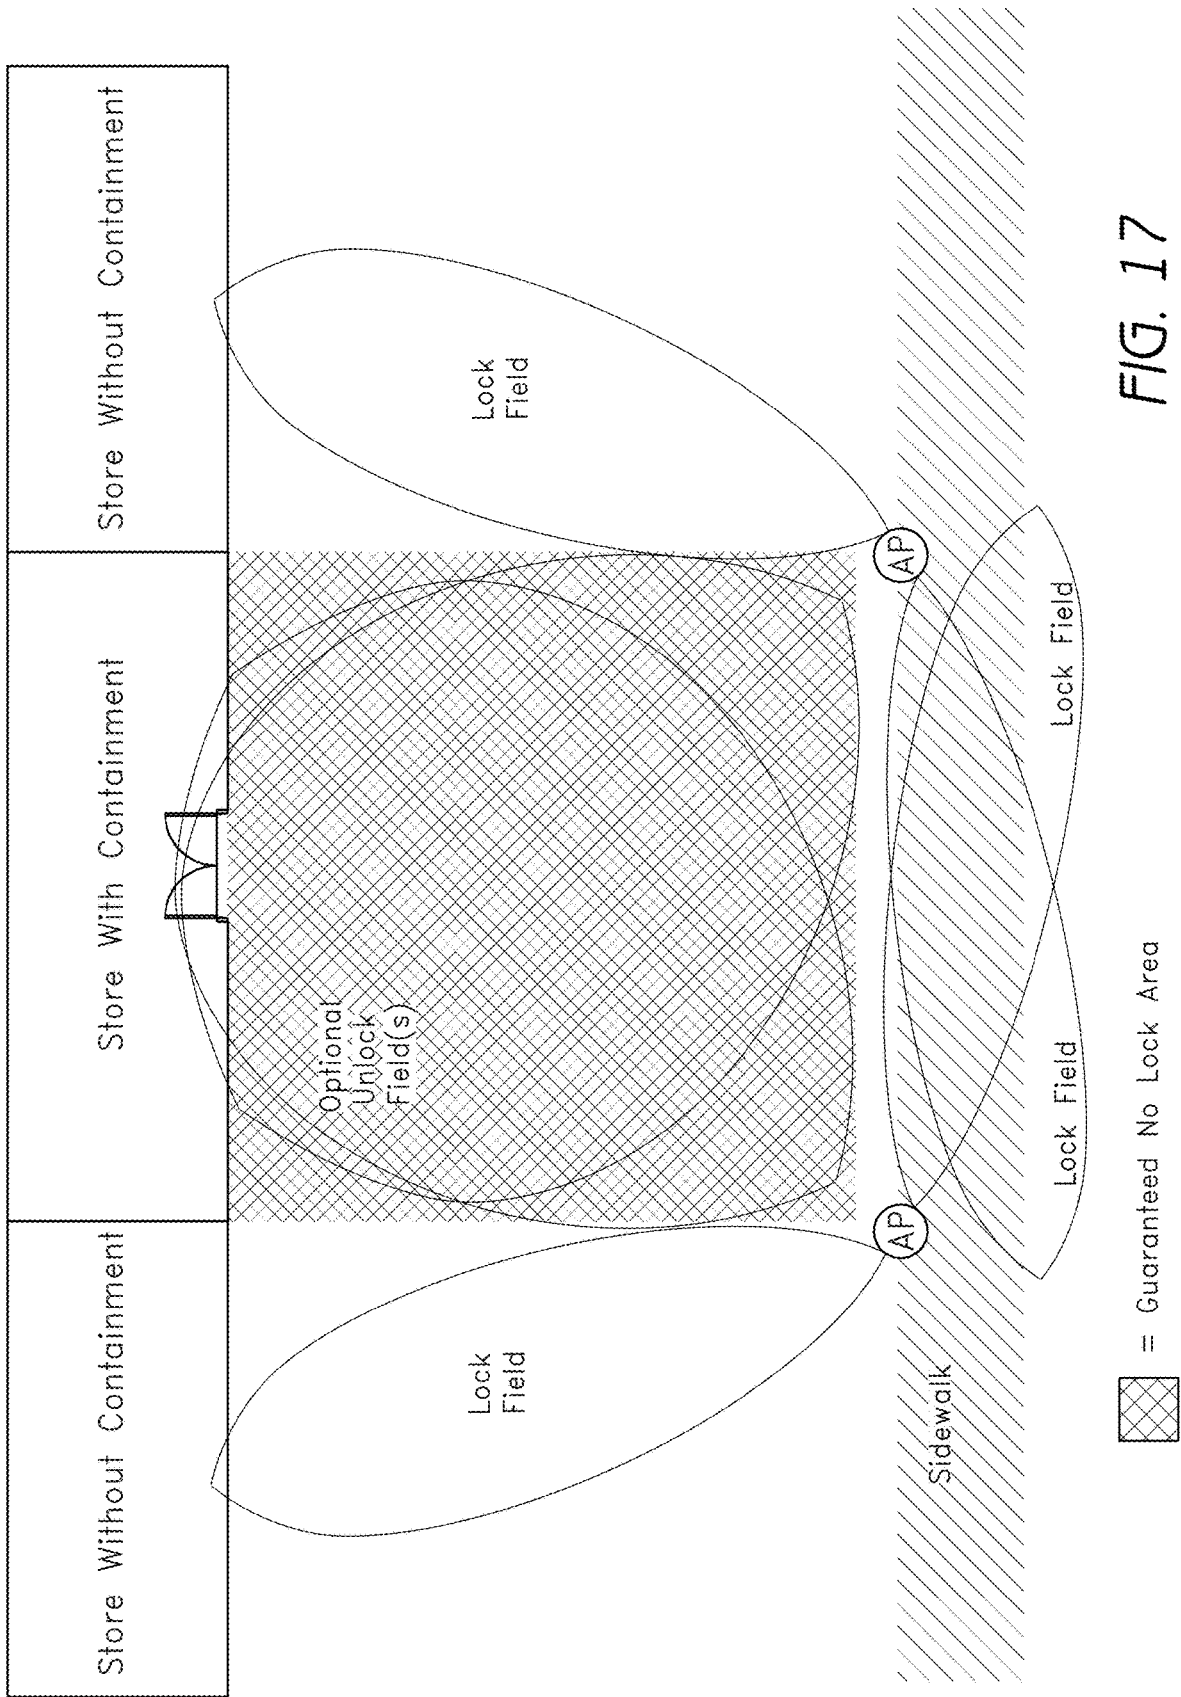 Store Without Containment
Store With Containment
Store Without Containment
Lock
Field
Optional
Unlock
Field(s)
Lock
Field
AP
AP
Sidewalk
Lock Field
Lock Field
= Guaranteed No Lock Area
FIG. 17